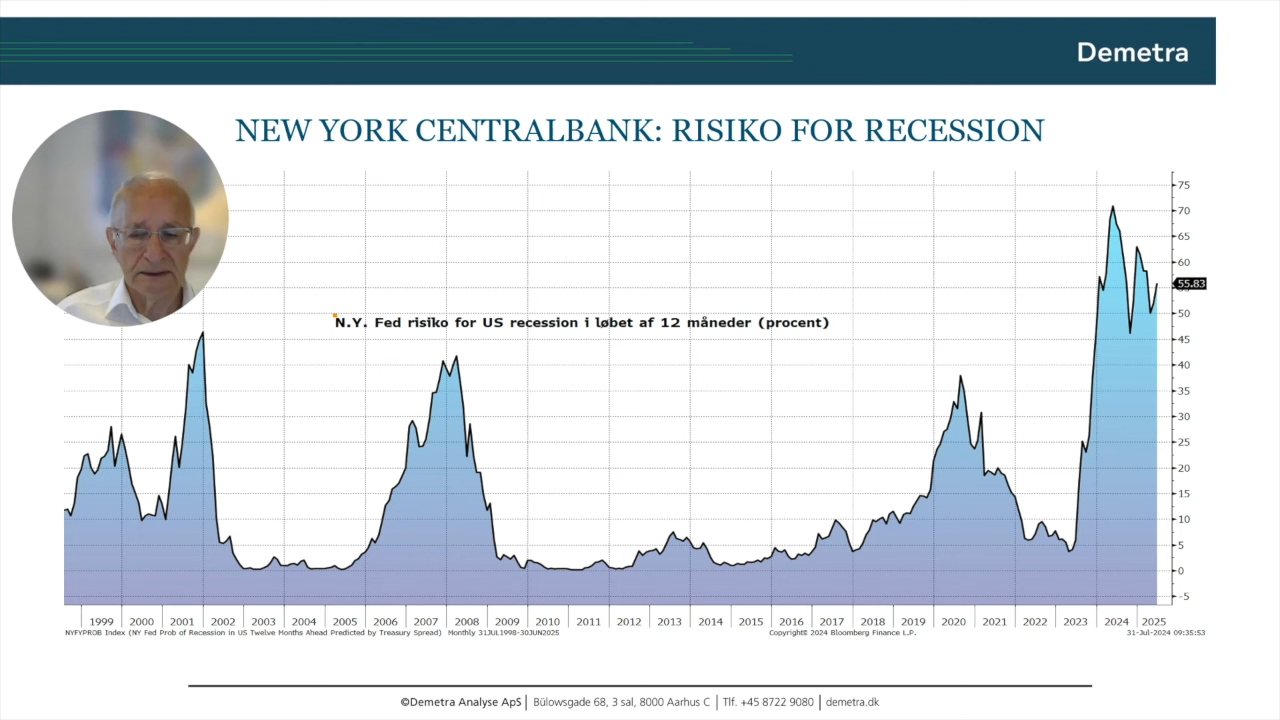 Demetra
NEW YORK CENTRALBANK: RISIKO FOR RECESSION
N.Y. Fed risiko for US recession i løbet af 12 måneder (procent)
75
70
65
60
55.83
50
45
40
35
30
25
20
15
10
5
0
-5
1999 2000 2001 2002 2003 2004 2005 2006 2007 2008 2009 2010 2011 2012 2013 2014 2015 2016 2017 2018 2019 2020 2021 2022 2023 2024 2025
NYFYPROB Index (NY Fed Prob of Recession in US Twelve Months Ahead Predicted by Treasury Spread) Monthly 31JUL1998-30JUN2025 Copyright© 2024 Bloomberg Finance L.P. 31-Jul-2024 09:35:53
©Demetra Analyse ApS | Bülowsgade 68, 3 sal, 8000 Aarhus C | Tlf. +45 8722 9080 | demetra.dk